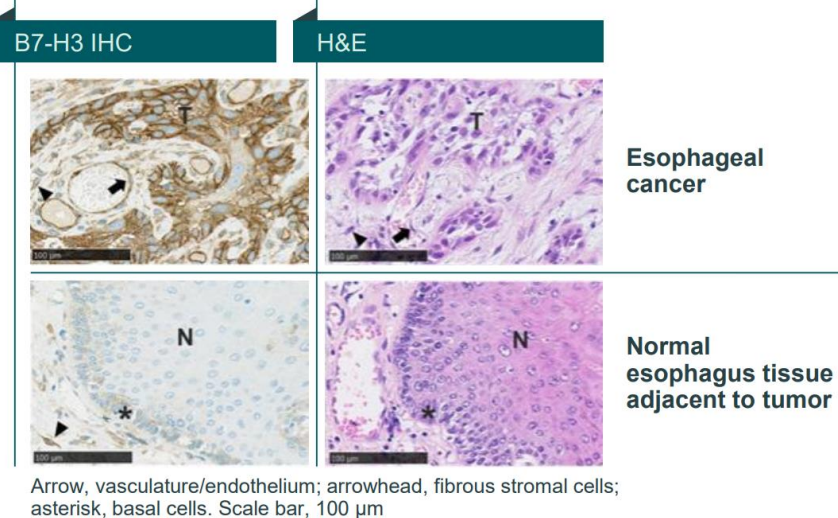 B7-H3 IHC
H&E
T
T
100 µm
100 µm
Esophageal
cancer
N
*
N
*
100 µm
100 µm
Normal
esophagus tissue
adjacent to tumor
Arrow, vasculature/endothelium; arrowhead, fibrous stromal cells;
asterisk, basal cells. Scale bar, 100 µm